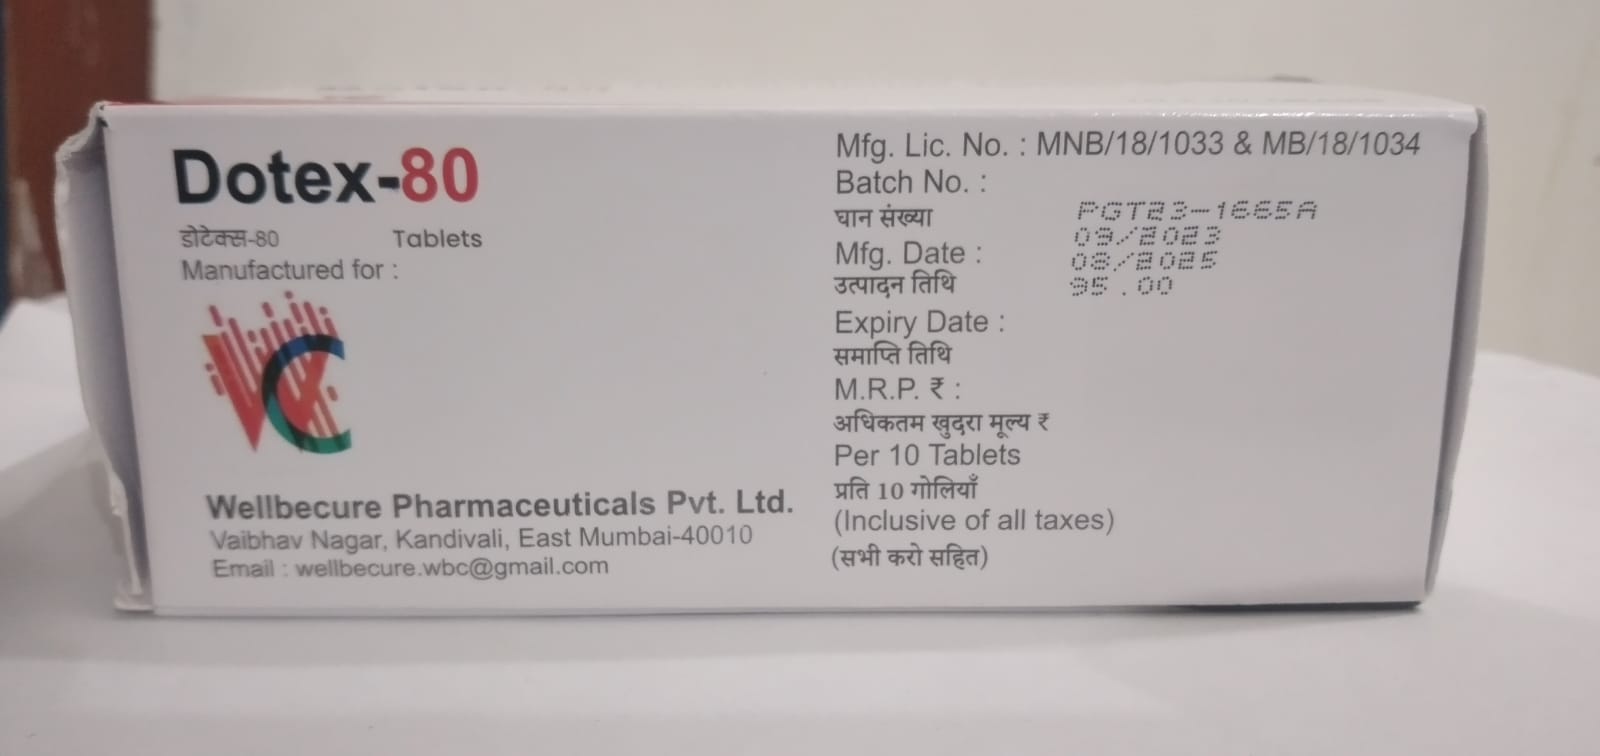 Dotex-80
डोटेक्स-80 Tablets
Manufactured for :
Wellbecure Pharmaceuticals Pvt. Ltd.
Vaibhav Nagar, Kandivali, East Mumbai-40010
Email : wellbecure.wbc@gmail.com
Mfg. Lic. No. : MNB/18/1033 & MB/18/1034
Batch No. :
घान संख्या
Mfg. Date :
उत्पादन तिथि
Expiry Date :
समाप्ति तिथि
M.R.P. ₹ :
अधिकतम खुदरा मूल्य ₹
Per 10 Tablets
प्रति 10 गोलियाँ
(Inclusive of all taxes)
(सभी करो सहित)
PGT23-1665A
09/2023
08/2025
95.00